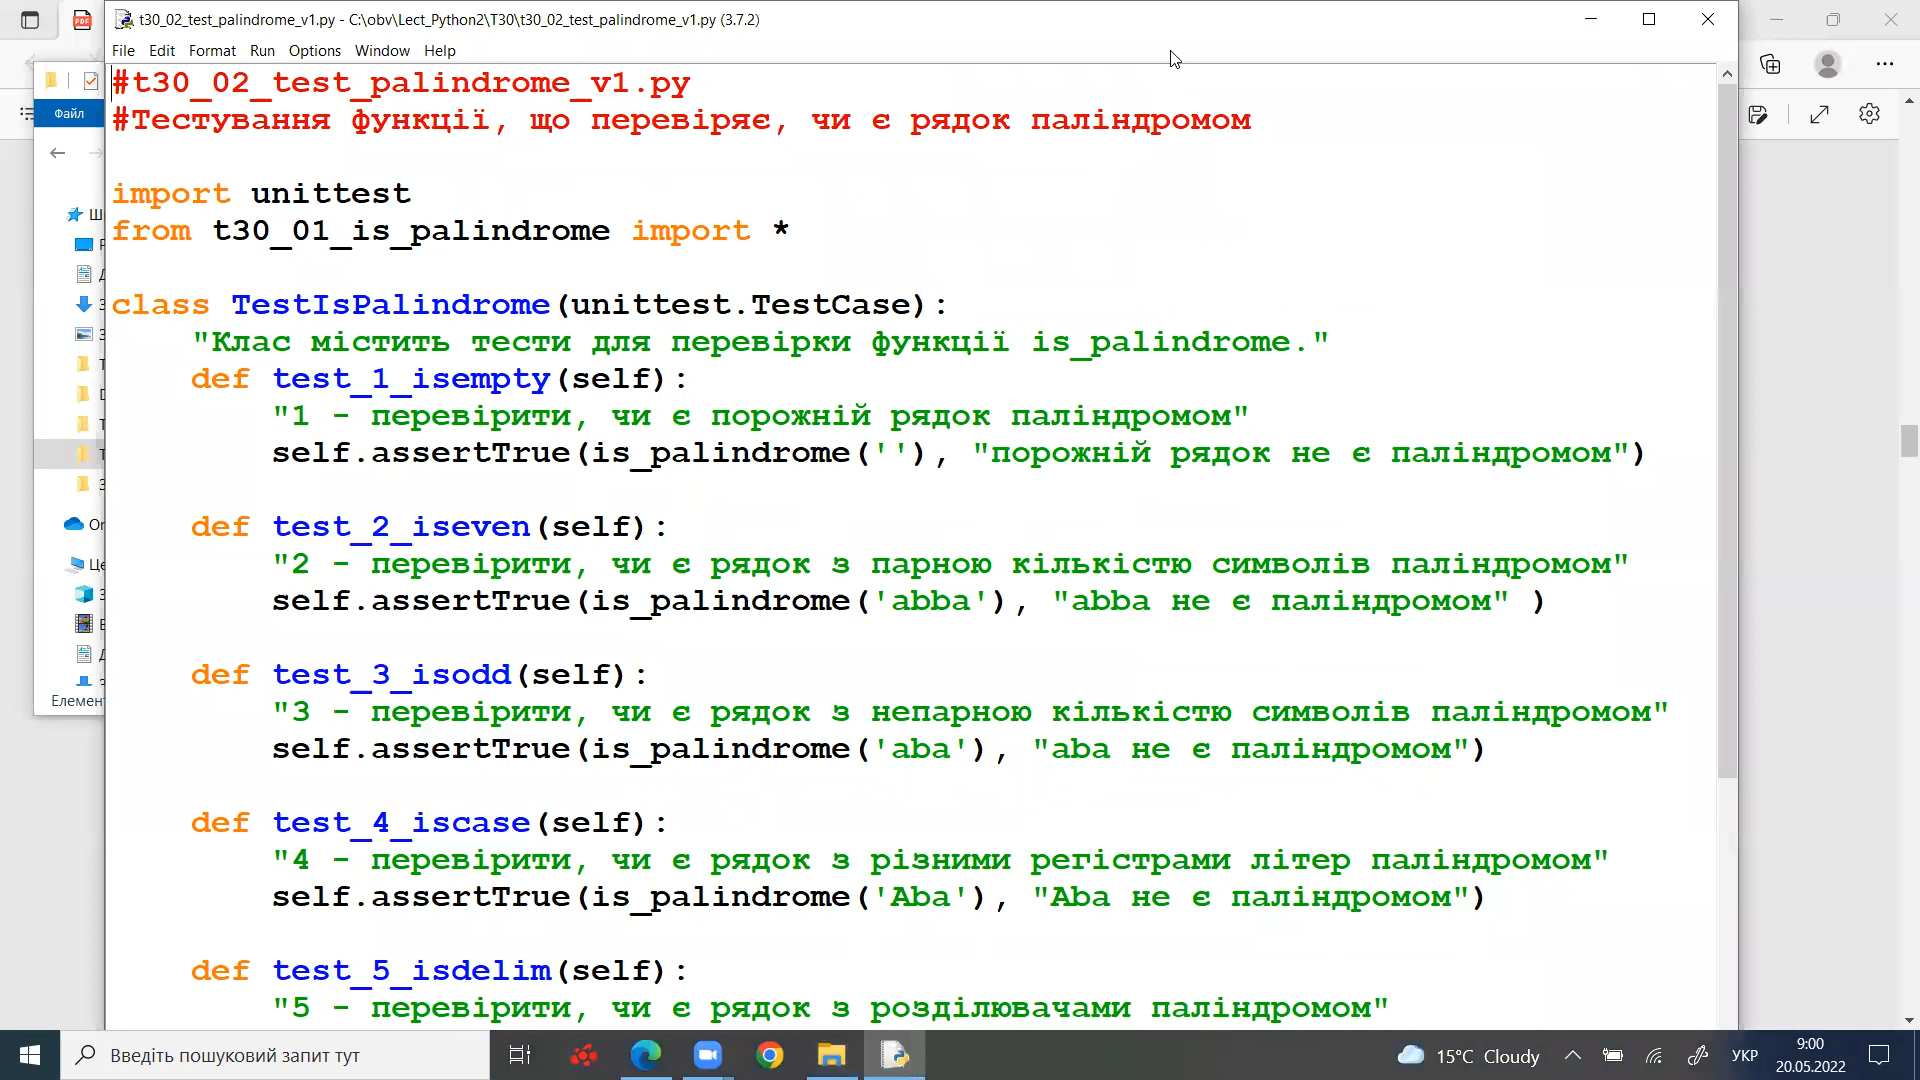 t30_02_test_palindrome_v1.py - C:\obv\Lect_Python2\T30\t30_02_test_palindrome_v1.py (3.7.2)
File Edit Format Run Options Window Help
#t30_02_test_palindrome_v1.py
#Тестування функції, що перевіряє, чи є рядок паліндромом
import unittest
from t30_01_is_palindrome import *
class TestIsPalindrome(unittest.TestCase):
"Клас містить тести для перевірки функції is_palindrome."
def test_1_isempty(self):
"1 - перевірити, чи є порожній рядок паліндромом"
self.assertTrue(is_palindrome(''), "порожній рядок не є паліндромом")
def test_2_iseven(self):
"2 - перевірити, чи є рядок з парною кількістю символів паліндромом"
self.assertTrue(is_palindrome('abba'), "abba не є паліндромом" )
def test_3_isodd(self):
"3 - перевірити, чи є рядок з непарною кількістю символів паліндромом"
self.assertTrue(is_palindrome('aba'), "aba не є паліндромом")
def test_4_iscase(self):
"4 - перевірити, чи є рядок з різними регістрами літер паліндромом"
self.assertTrue(is_palindrome('Aba'), "Aba не є паліндромом")
def test_5_isdelim(self):
"5 - перевірити, чи є рядок з розділювачами паліндромом"
Файл
Елемент
Введіть пошуковий запит тут
15°C Cloudy
УКР
9:00
20.05.2022